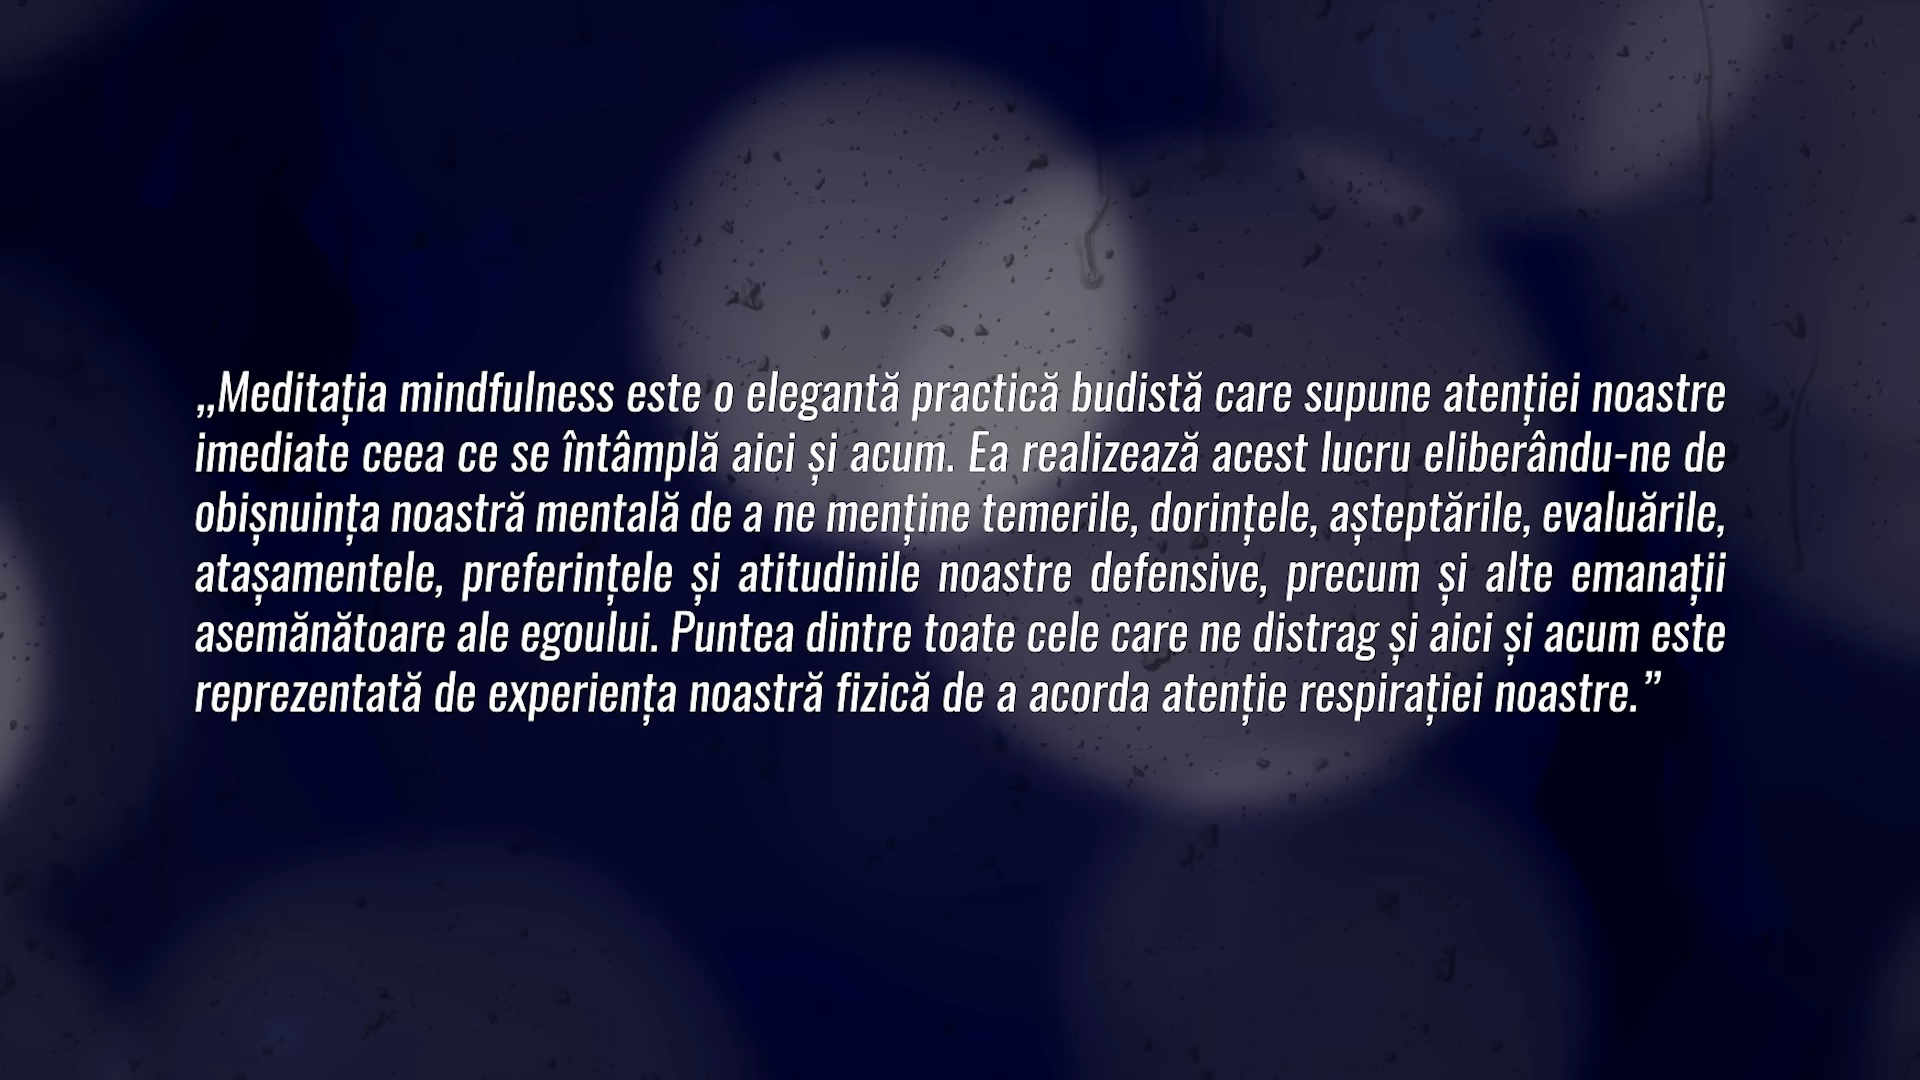 „Meditația mindfulness este o elegantă practică budistă care supune atenției noastre
imediate ceea ce se întâmplă aici și acum. Ea realizează acest lucru eliberându-ne de
obișnuința noastră mentală de a ne menține temerile, dorințele, așteptările, evaluările,
atașamentele, preferințele și atitudinile noastre defensive, precum și alte emanații
asemănătoare ale egoului. Puntea dintre toate cele care ne distrag și aici și acum este
reprezentată de experiența noastră fizică de a acorda atenție respirației noastre.”